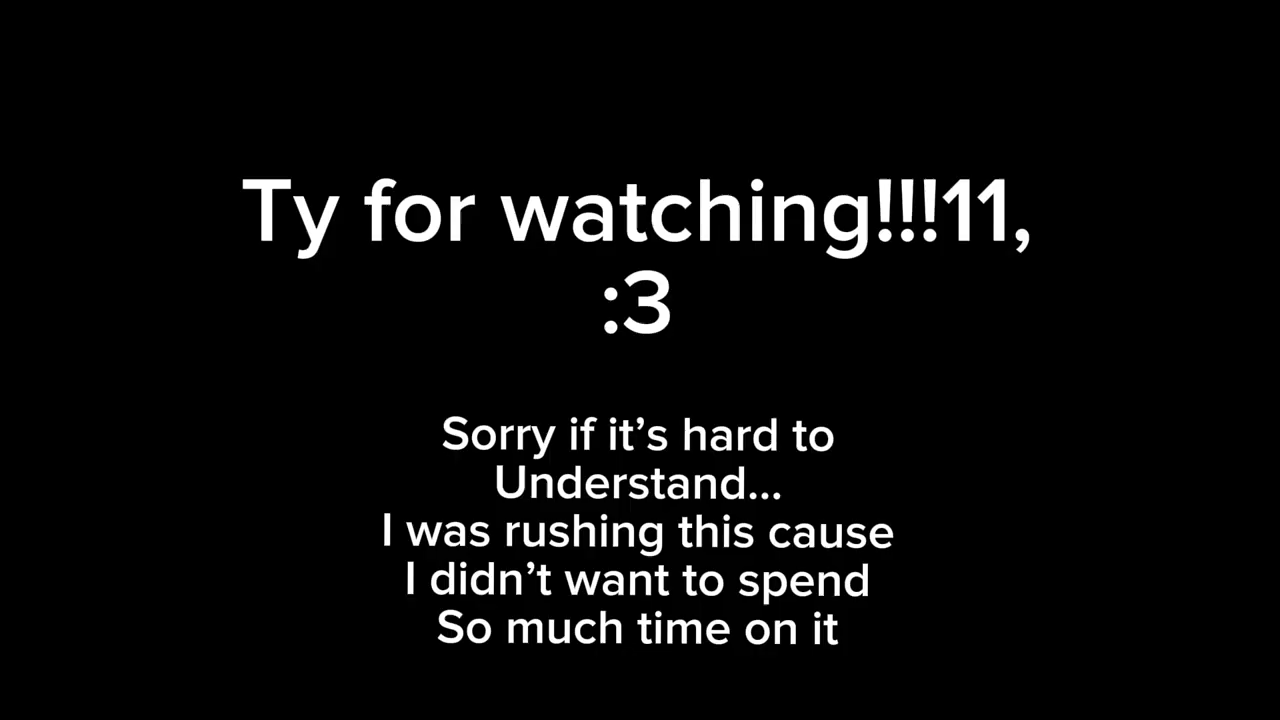 Ty for watching!!!11,
:3
Sorry if it’s hard to
Understand...
I was rushing this cause
I didn’t want to spend
So much time on it